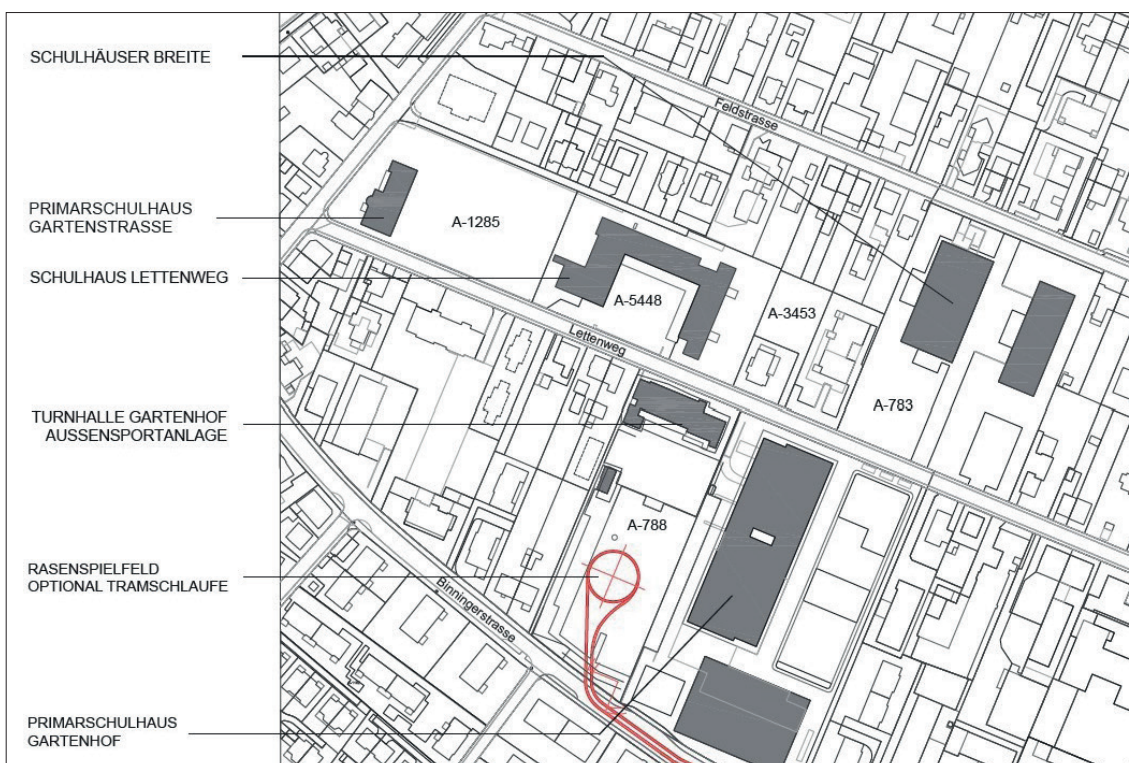 SCHULHÄUSER BREITE
Feldstrasse
PRIMARSCHULHAUS
GARTENSTRASSE
A-1285
SCHULHAUS LETTENWEG
A-5448
A-3453
Lettenweg
A-783
TURNHALLE GARTENHOF
AUSSENSPORTANLAGE
A-788
RASENSPIELFELD
OPTIONAL TRAMSCHLAUFE
Binningerstrasse
PRIMARSCHULHAUS
GARTENHOF